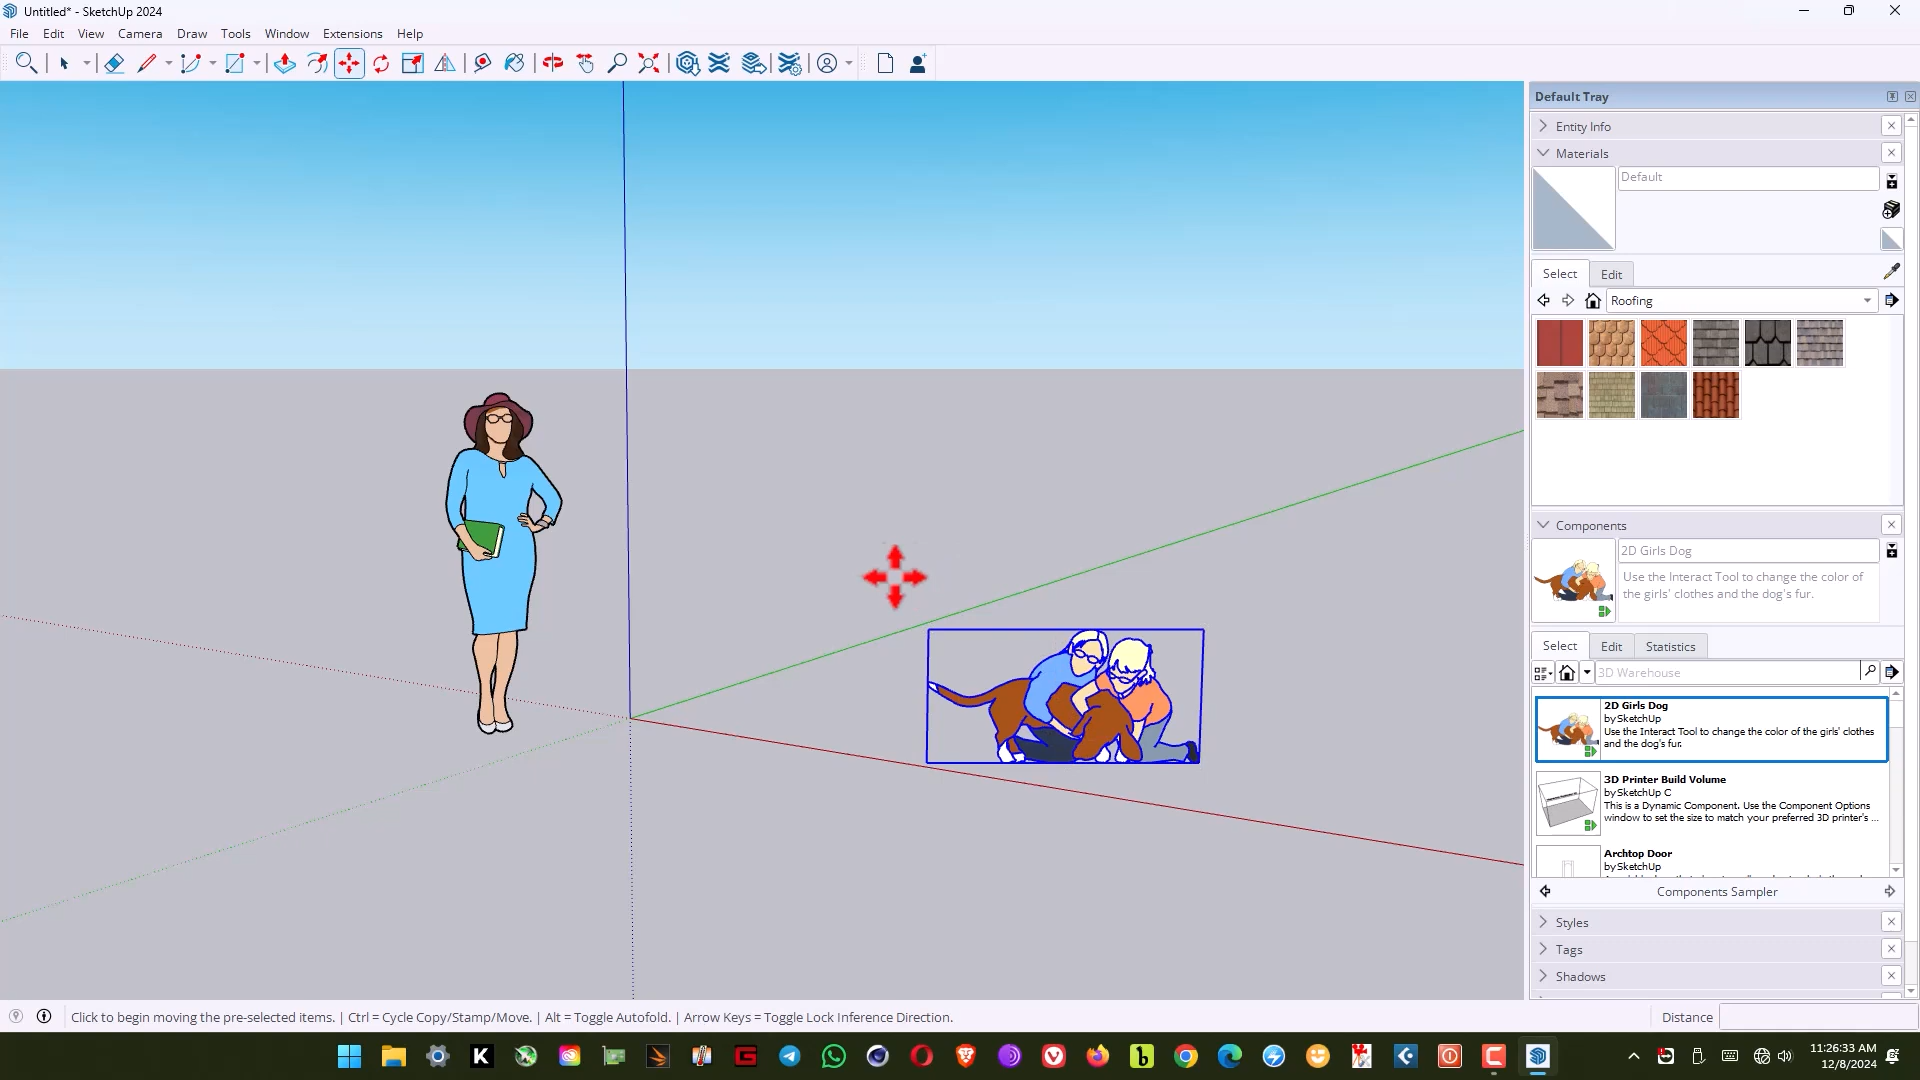 Untitled* - SketchUp 2024
File Edit View Camera Draw Tools Window Extensions Help
Default Tray
Entity Info
Materials
Default
Select Edit
Roofing
Components
2D Girls Dog
Use the Interact Tool to change the color of
the girls' clothes and the dog's fur.
Select Edit Statistics
3D Warehouse
2D Girls Dog
by SketchUp
Use the Interact Tool to change the color of the girls' clothes
and the dog's fur.
3D Printer Build Volume
by SketchUp C
This is a Dynamic Component. Use the Component Options
window to set the size to match your preferred 3D printer's ...
Archtop Door
by SketchUp
Components Sampler
Styles
Tags
Shadows
Click to begin moving the pre-selected items. | Ctrl = Cycle Copy/Stamp/Move. | Alt = Toggle Autofold. | Arrow Keys = Toggle Lock Inference Direction.
Distance
11:26:33 AM
12/8/2024